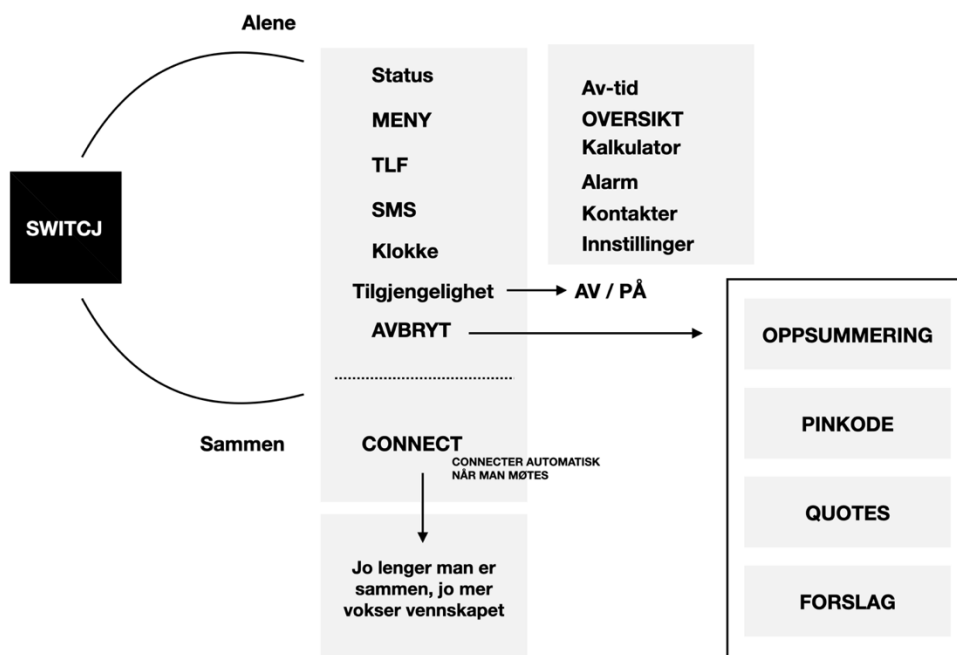 Alene
SWITCJ
Status
MENY
TLF
SMS
Klokke
Tilgjengelighet
AVBRYT
Av-tid
OVERSIKT
Kalkulator
Alarm
Kontakter
Innstillinger
AV / PÅ
Sammen
CONNECT
CONNECTER AUTOMATISK
NÅR MAN MØTES
Jo lenger man er
sammen, jo mer
vokser vennskapet
OPPSUMMERING
PINKODE
QUOTES
FORSLAG